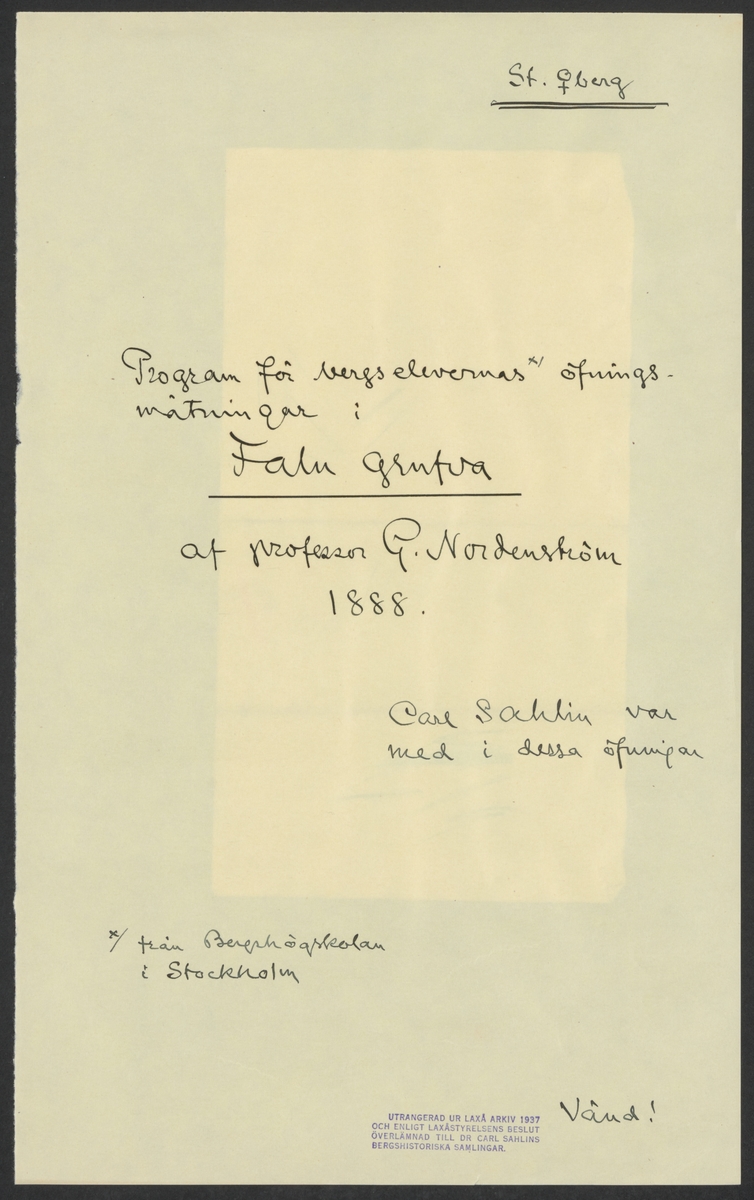 St. ♀berg
Program för bergselevernas x/ öfnings-
mätningar i
Falu grufva
af professor G. Nordenström
1888.
Carl Sahlin var
med i dessa öfningar
x/ från Bergshögskolan
i Stockholm
Vänd!
UTRANGERAD UR LAXÅ ARKIV 1937
OCH ENLIGT LAXÅSTYRELSENS BESLUT
ÖVERLÄMNAD TILL DR CARL SAHLINS
BERGSHISTORISKA SAMLINGAR.